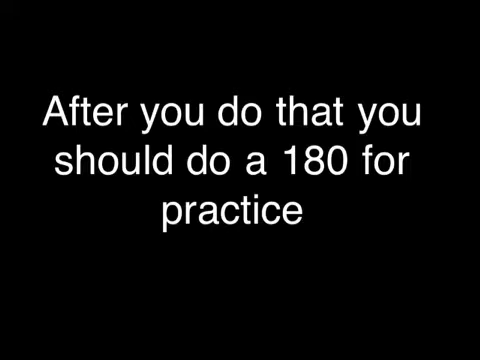 After you do that you
should do a 180 for
practice